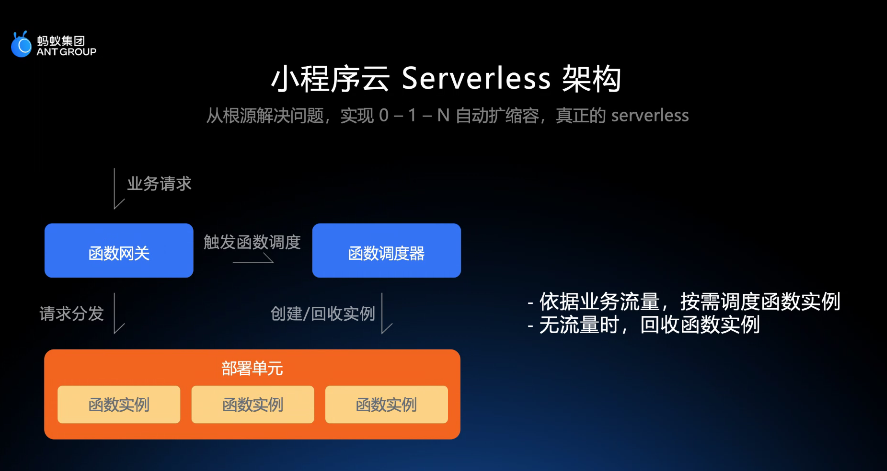 蚂蚁集团
ANT GROUP
小程序云 Serverless 架构
从根源解决问题，实现 0 – 1 – N 自动扩缩容，真正的 serverless
业务请求
函数网关
触发函数调度
函数调度器
请求分发
创建/回收实例
- 依据业务流量，按需调度函数实例
- 无流量时，回收函数实例
部署单元
函数实例
函数实例
函数实例